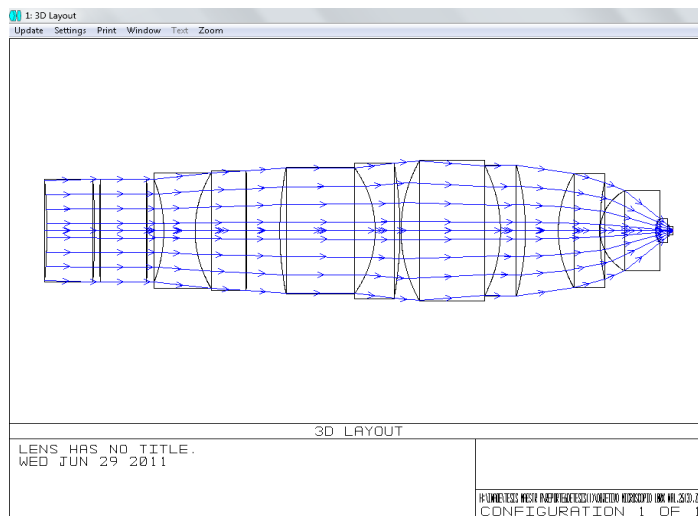 1: 3D Layout
Update Settings Print Window Text Zoom
3D LAYOUT
LENS HAS NO TITLE.
WED JUN 29 2011
CONFIGURATION 1 OF 1